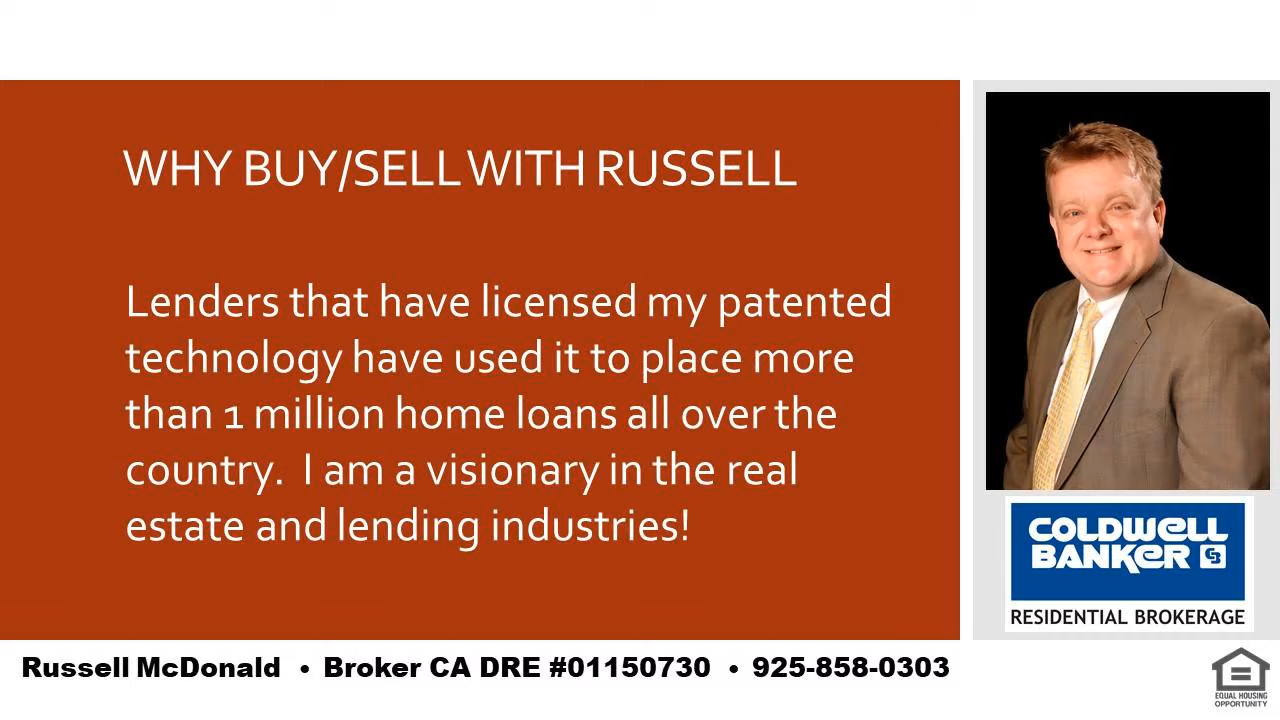 WHY BUY/SELL WITH RUSSELL
Lenders that have licensed my patented
technology have used it to place more
than 1 million home loans all over the
country.  I am a visionary in the real
estate and lending industries!
COLDWELL
BANKER CB
RESIDENTIAL BROKERAGE
Russell McDonald • Broker CA DRE #01150730 • 925-858-0303
EQUAL HOUSING
OPPORTUNITY